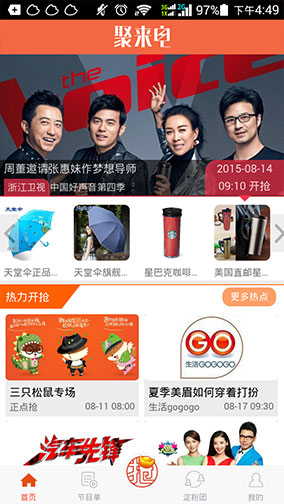 3G 2G 97% 下午4:49
聚来电
the Voice
周董邀请张惠妹作梦想导师
浙江卫视 中国好声音第四季
2015-08-14
09:10 开抢
天堂伞
天堂伞正品…
天堂伞旗舰…
星巴克咖啡…
美国直邮星…
热力开抢
更多热点
GO
生活GOGOGO
三只松鼠专场
正点抢 08-11 08:00
夏季美眉如何穿着打扮
生活gogogo 08-17 09:30
汽车先锋
首页
节目单
抢
淀粉团
我的